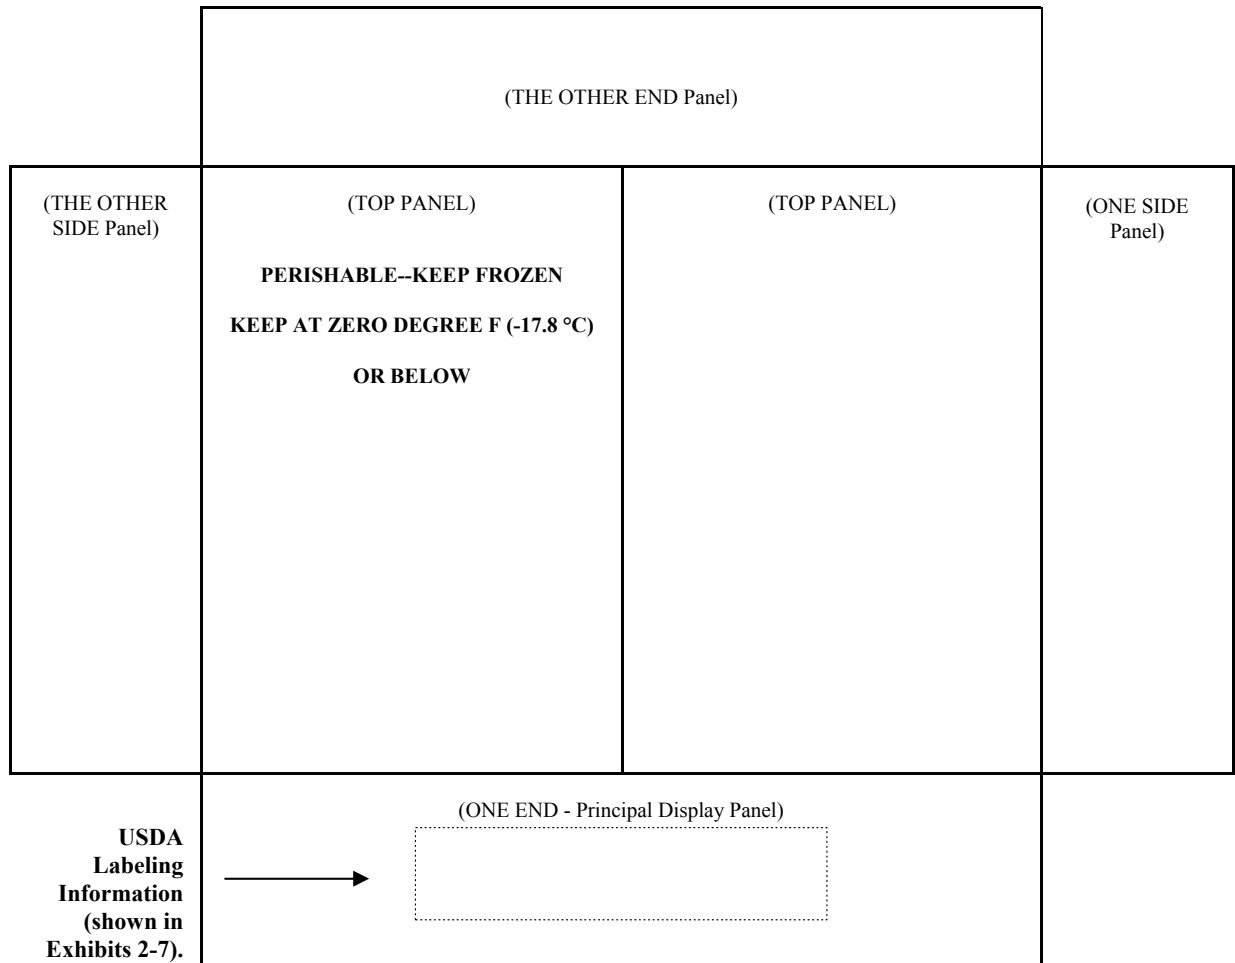 (THE OTHER END Panel)
(THE OTHER
SIDE Panel)
(TOP PANEL)
PERISHABLE--KEEP FROZEN
KEEP AT ZERO DEGREE F (-17.8 °C)
OR BELOW
(TOP PANEL)
(ONE SIDE
Panel)
(ONE END - Principal Display Panel)
USDA
Labeling
Information
(shown in
Exhibits 2-7).